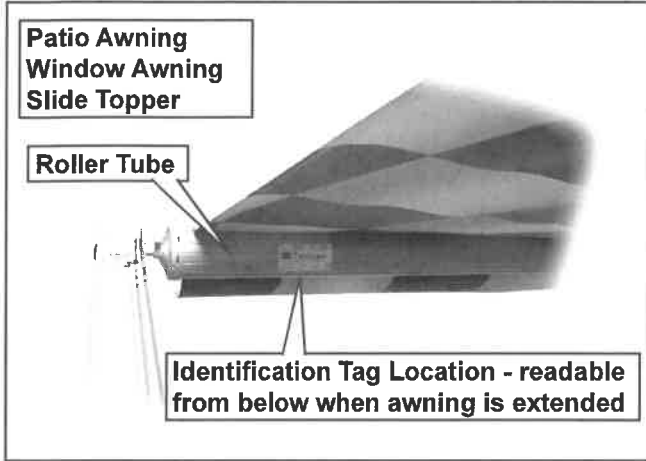 Patio Awning
Window Awning
Slide Topper
Roller Tube
Identification Tag Location - readable
from below when awning is extended